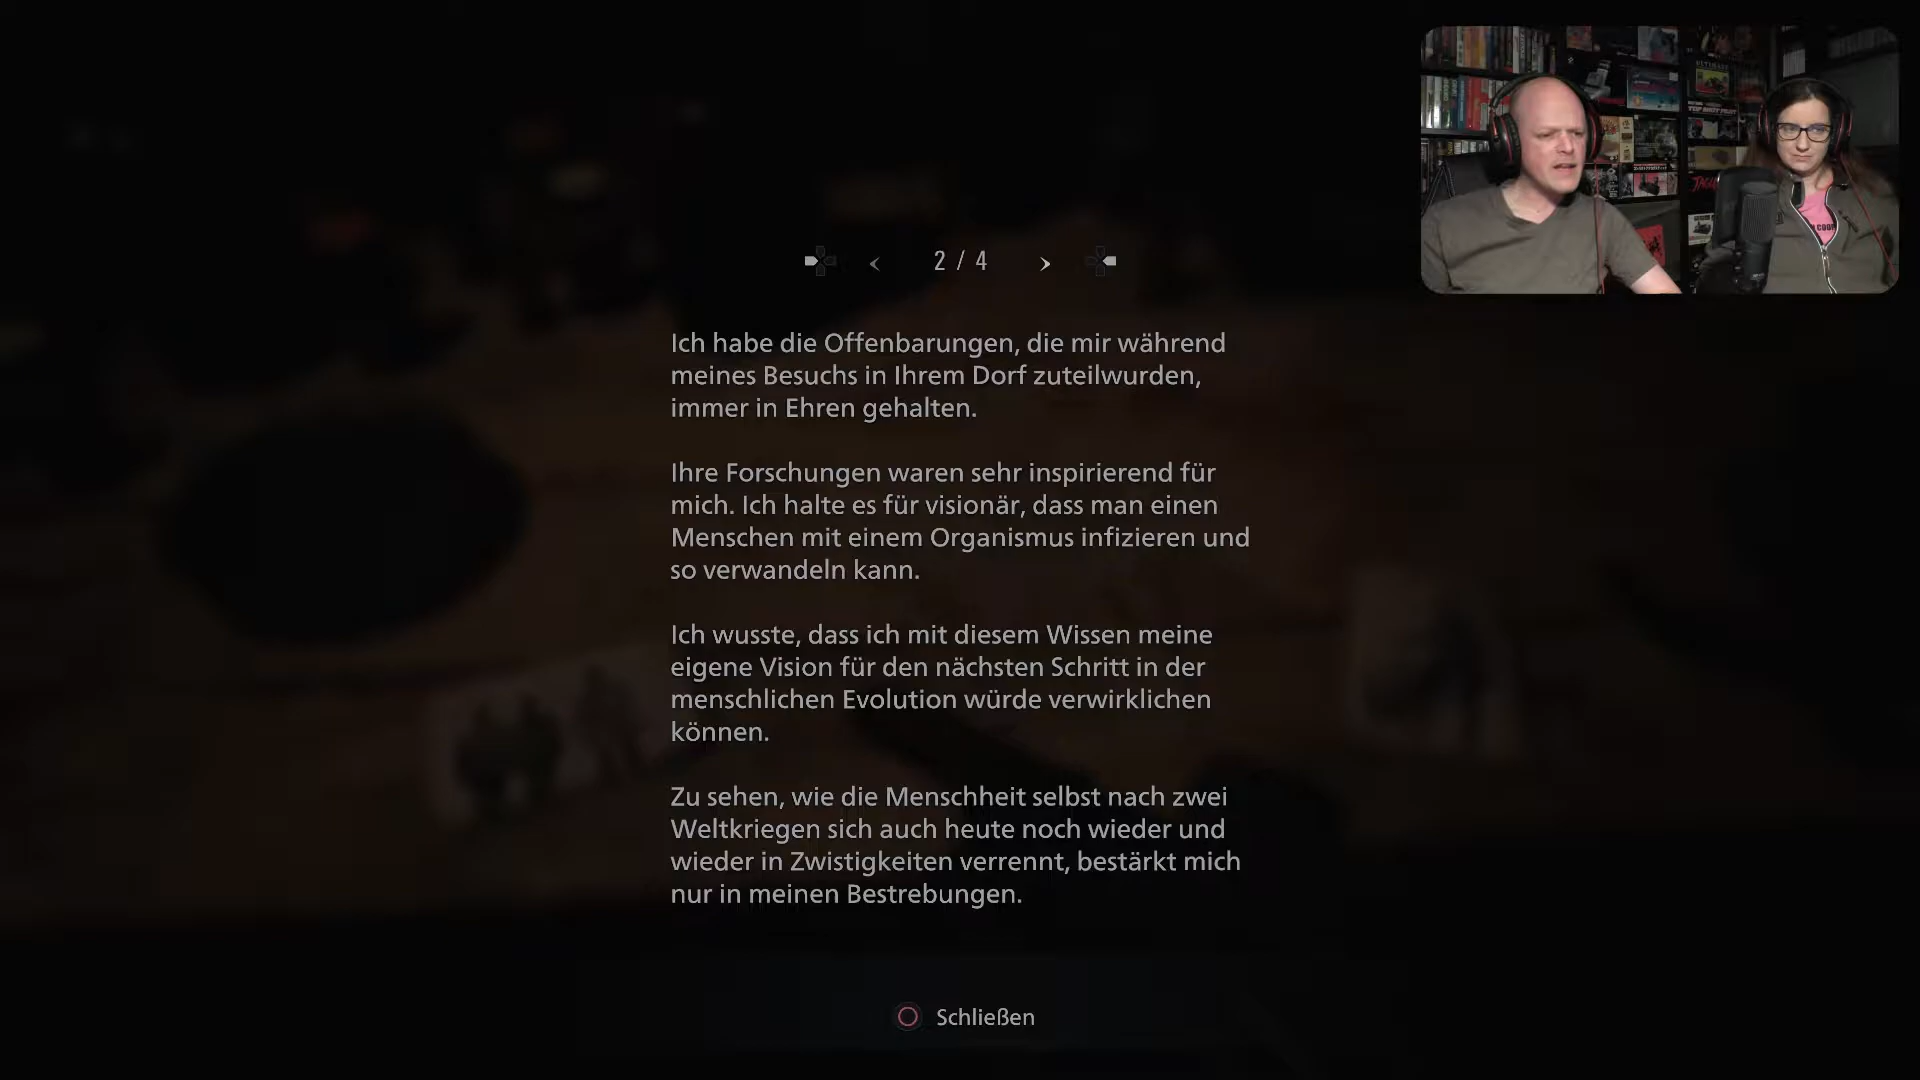 2 / 4
Ich habe die Offenbarungen, die mir während
meines Besuchs in Ihrem Dorf zuteilwurden,
immer in Ehren gehalten.
Ihre Forschungen waren sehr inspirierend für
mich. Ich halte es für visionär, dass man einen
Menschen mit einem Organismus infizieren und
so verwandeln kann.
Ich wusste, dass ich mit diesem Wissen meine
eigene Vision für den nächsten Schritt in der
menschlichen Evolution würde verwirklichen
können.
Zu sehen, wie die Menschheit selbst nach zwei
Weltkriegen sich auch heute noch wieder und
wieder in Zwistigkeiten verrennt, bestärkt mich
nur in meinen Bestrebungen.
Schließen